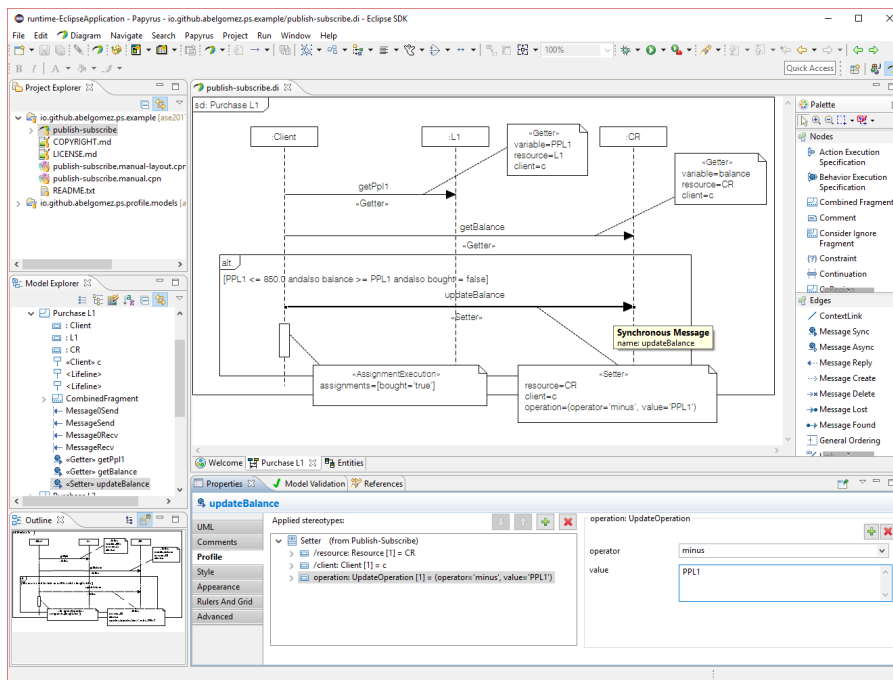 runtime-EclipseApplication - Papyrus - io.github.abelgomez.ps.example/publish-subscribe.di - Eclipse SDK
File Edit Diagram Navigate Search Papyrus Project Run Window Help
100%
B I A
Quick Access
Project Explorer
io.github.abelgomez.ps.example [ase201
publish-subscribe
COPYRIGHT.md
LICENSE.md
publish-subscribe.manual-layout.cpn
publish-subscribe.manual.cpn
README.txt
io.github.abelgomez.ps.profile.models [a
Model Explorer
Purchase L1
: Client
: L1
: CR
«Client» c
<Lifeline>
<Lifeline>
CombinedFragment
Message0Send
MessageSend
Message0Recv
MessageRecv
«Getter» getPpl1
«Getter» getBalance
«Setter» updateBalance
Outline
publish-subscribe.di
sd: Purchase L1
:Client
:L1
:CR
«Getter»
variable=PPL1
resource=L1
client=c
«Getter»
variable=balance
resource=CR
client=c
getPpl1
«Getter»
getBalance
«Getter»
alt
[PPL1 <= 850.0 andalso balance >= PPL1 andalso bought = false]
updateBalance
«Setter»
Synchronous Message
name: updateBalance
«AssignmentExecution»
assignments=[bought='true']
«Setter»
resource=CR
client=c
operation=(operator='minus', value='PPL1')
Welcome
Purchase L1
Entities
Palette
Nodes
Action Execution Specification
Behavior Execution Specification
Combined Fragment
Comment
Consider Ignore Fragment
Constraint
Continuation
Edges
ContextLink
Message Sync
Message Async
Message Reply
Message Create
Message Delete
Message Lost
Message Found
General Ordering
Properties
Model Validation
References
updateBalance
UML
Comments
Profile
Style
Appearance
Rulers And Grid
Advanced
Applied stereotypes:
Setter (from Publish-Subscribe)
/resource: Resource [1] = CR
/client: Client [1] = c
operation: UpdateOperation [1] = (operator='minus', value='PPL1')
operation: UpdateOperation
operator
minus
value
PPL1